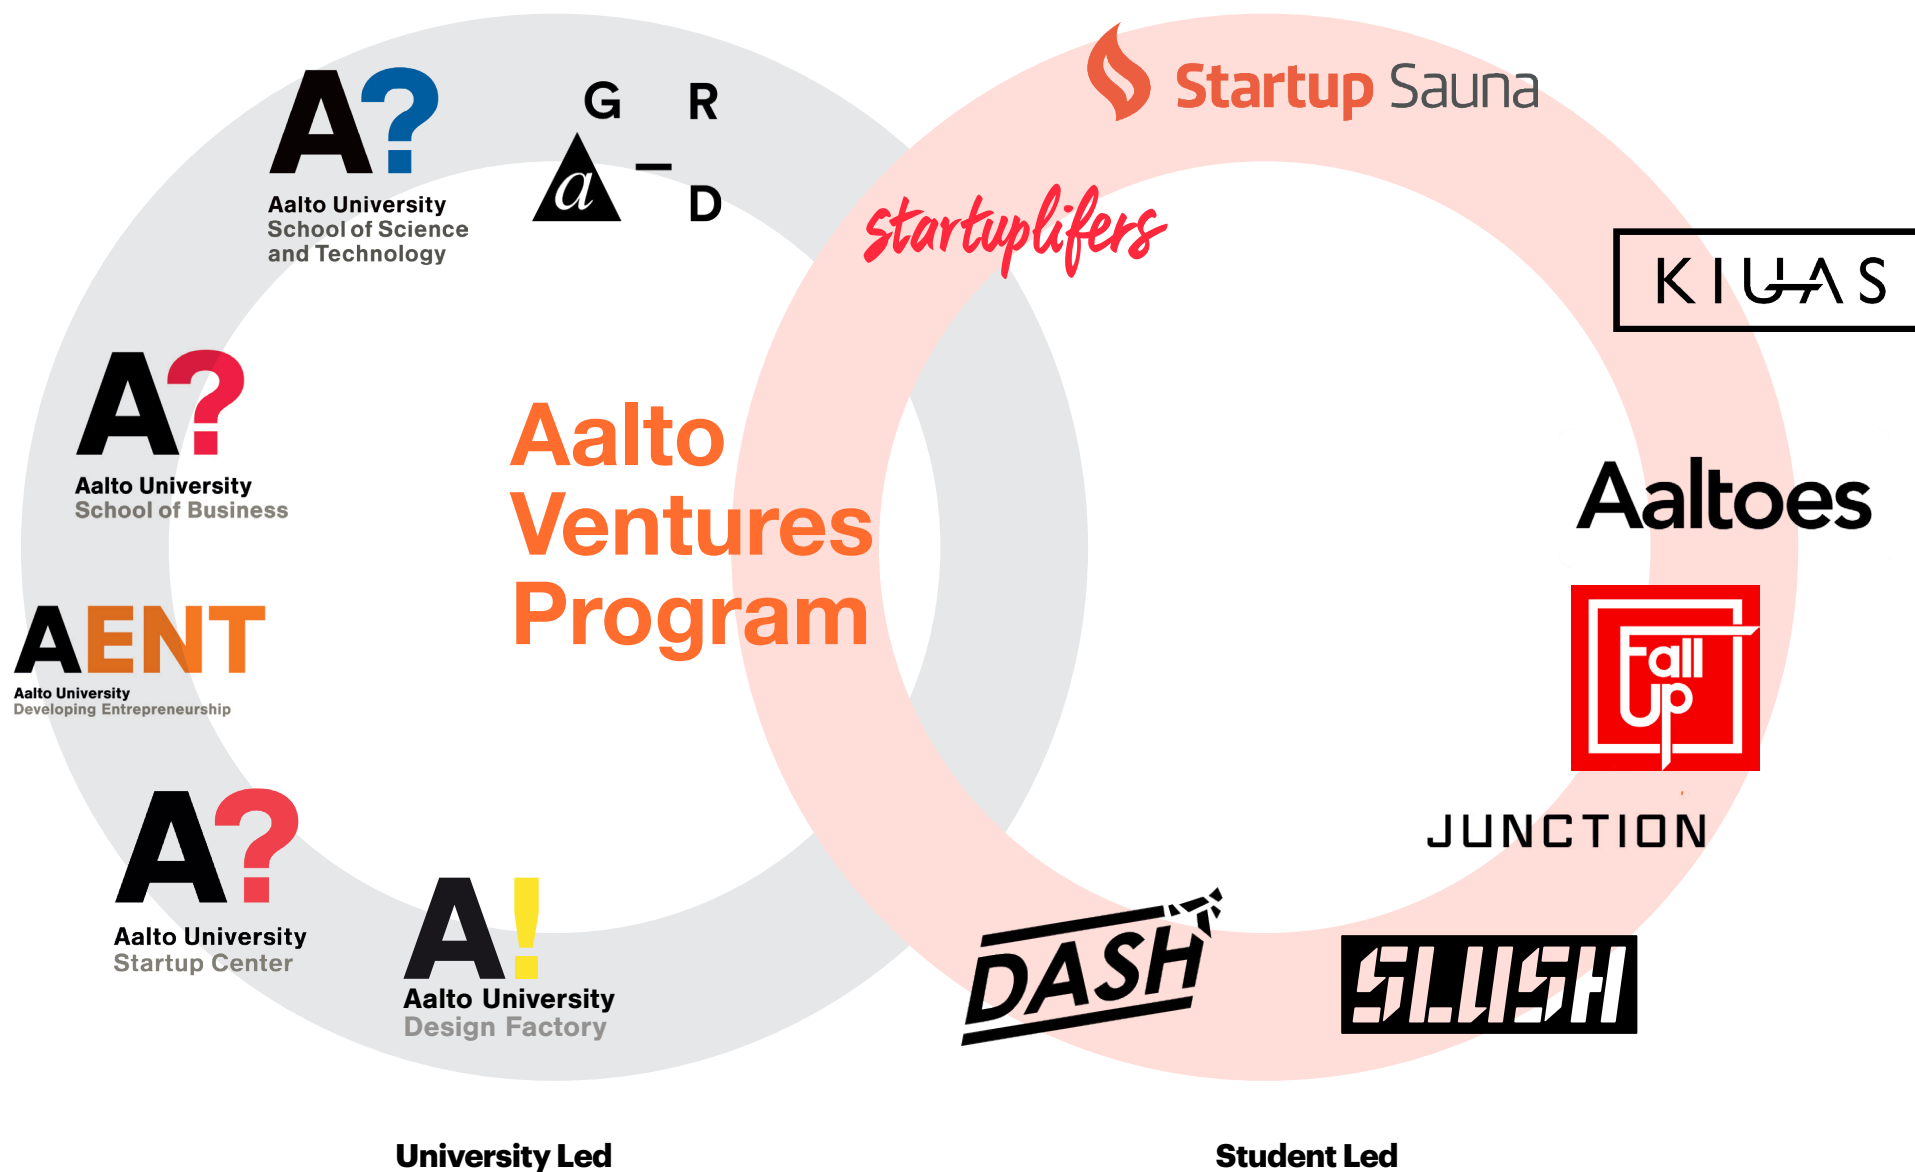 A?
Aalto University
School of Science
and Technology
G R
a – D
Startup Sauna
startuplifers
KIUAS
A?
Aalto University
School of Business
Aalto
Ventures
Program
Aaltoes
AENT
Aalto University
Developing Entrepreneurship
Fall
Up
A?
Aalto University
Startup Center
JUNCTION
A!
Aalto University
Design Factory
DASH
SLUSH
University Led
Student Led